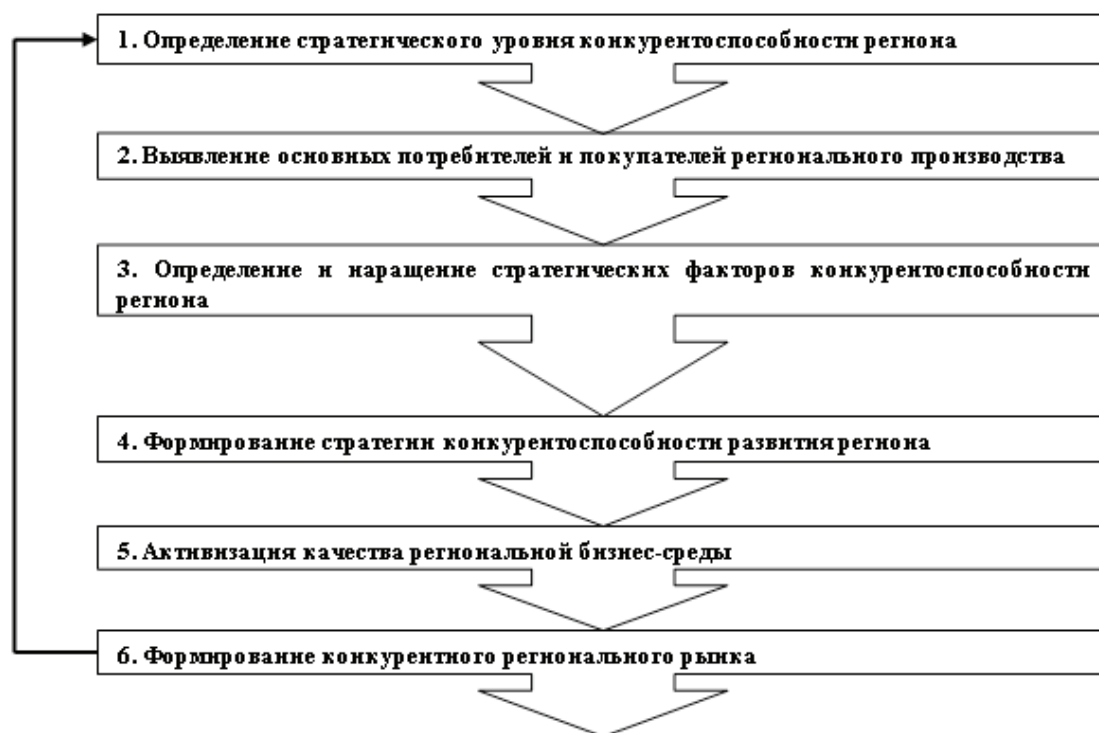 1. Определение стратегического уровня конкурентоспособности региона
2. Выявление основных потребителей и покупателей регионального производства
3. Определение и наращение стратегических факторов конкурентоспособности
региона
4. Формирование стратегии конкурентоспособности развития региона
5. Активизация качества региональной бизнес-среды
6. Формирование конкурентного регионального рынка